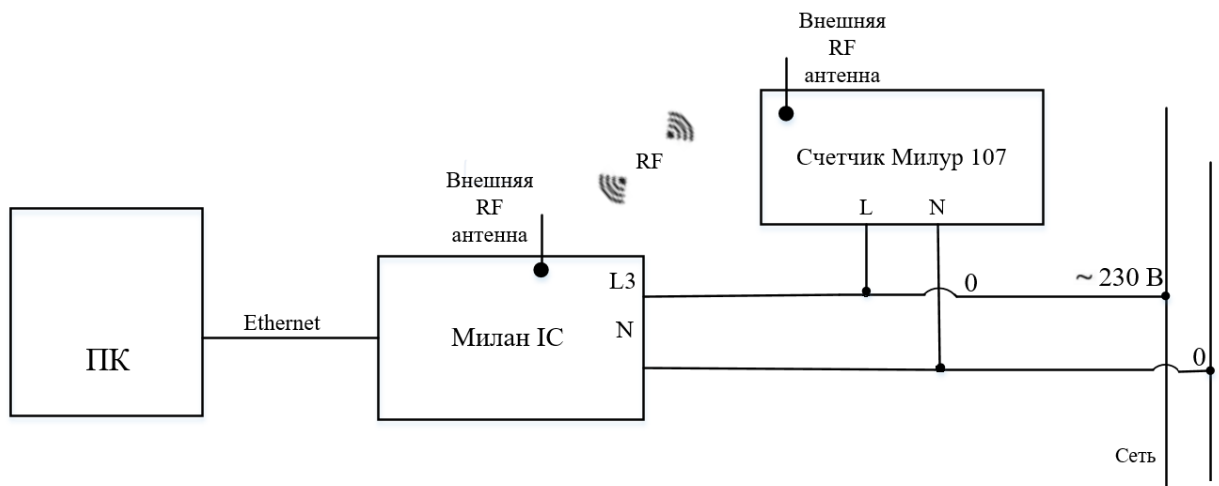 Внешняя
RF
антенна
Счетчик Милур 107
L N
RF
Внешняя
RF
антенна
L3
N
Милан IC
Ethernet
ПК
0
~ 230 В
0
Сеть